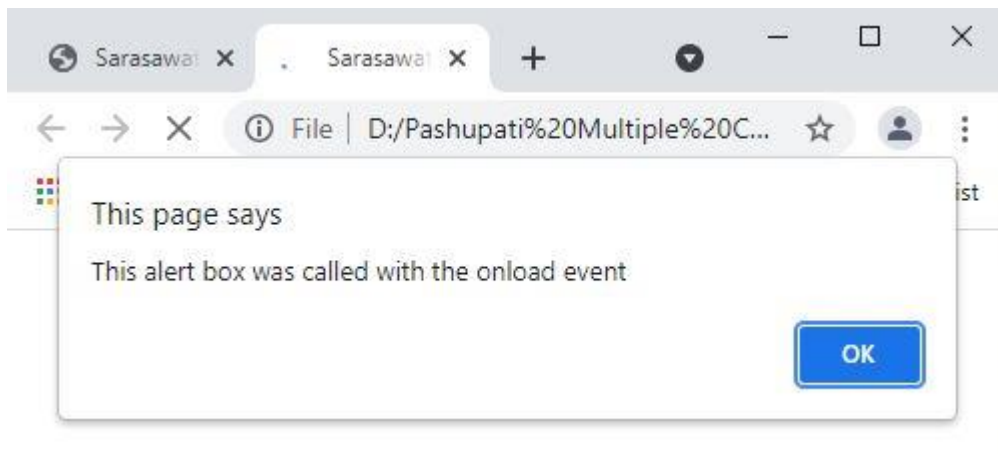 Sarasawat Sarasawat
File | D:/Pashupati%20Multiple%20C...
ist
This page says
This alert box was called with the onload event
OK